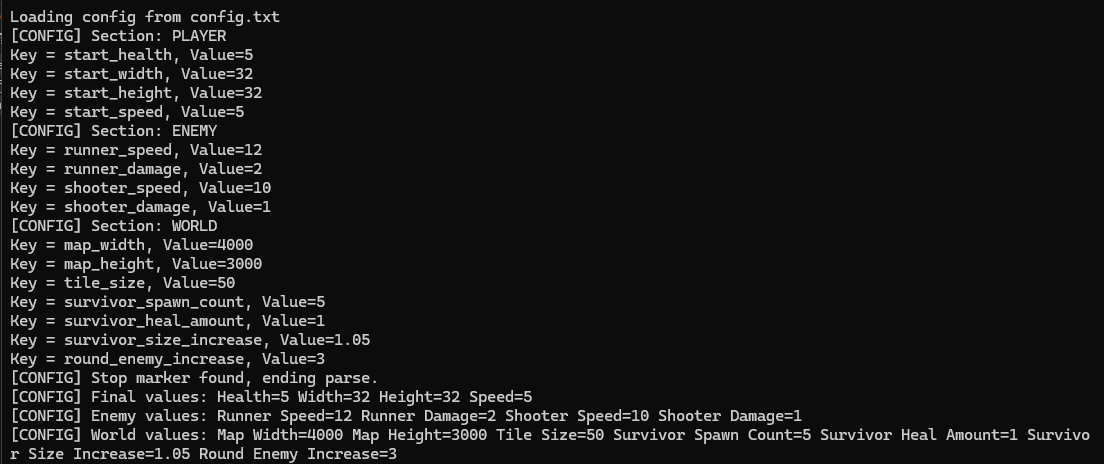 Loading config from config.txt
[CONFIG] Section: PLAYER
Key = start_health, Value=5
Key = start_width, Value=32
Key = start_height, Value=32
Key = start_speed, Value=5
[CONFIG] Section: ENEMY
Key = runner_speed, Value=12
Key = runner_damage, Value=2
Key = shooter_speed, Value=10
Key = shooter_damage, Value=1
[CONFIG] Section: WORLD
Key = map_width, Value=4000
Key = map_height, Value=3000
Key = tile_size, Value=50
Key = survivor_spawn_count, Value=5
Key = survivor_heal_amount, Value=1
Key = survivor_size_increase, Value=1.05
Key = round_enemy_increase, Value=3
[CONFIG] Stop marker found, ending parse.
[CONFIG] Final values: Health=5 Width=32 Height=32 Speed=5
[CONFIG] Enemy values: Runner Speed=12 Runner Damage=2 Shooter Speed=10 Shooter Damage=1
[CONFIG] World values: Map Width=4000 Map Height=3000 Tile Size=50 Survivor Spawn Count=5 Survivor Heal Amount=1 Survivo
r Size Increase=1.05 Round Enemy Increase=3